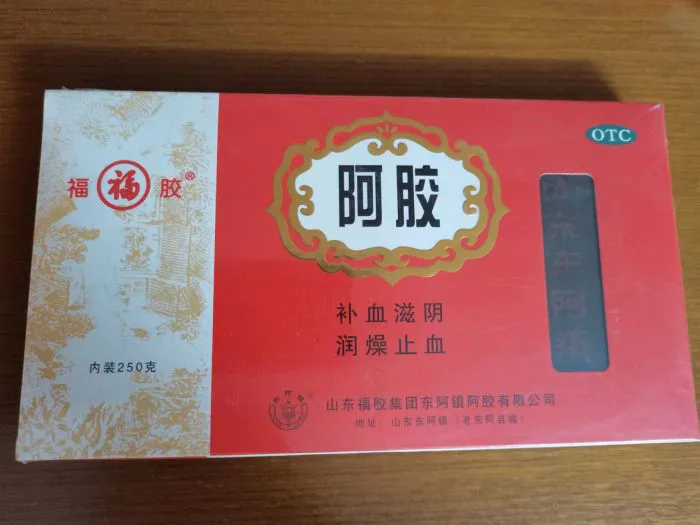 福 福 胶®
内装250克
阿胶
补血滋阴
润燥止血
山东福胶集团东阿镇阿胶有限公司
地址：山东东阿镇（老东阿县城）
OTC